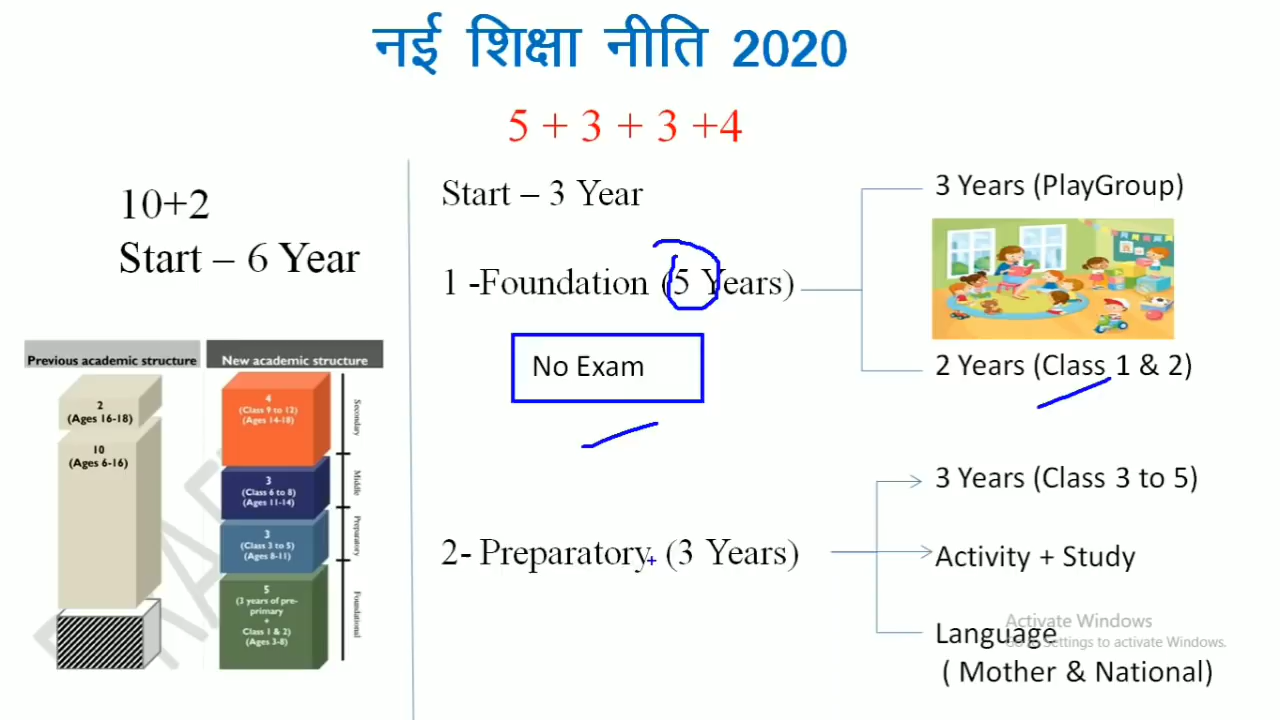 नई शिक्षा नीति 2020
5 + 3 + 3 +4
10+2
Start – 6 Year
Previous academic structure
2
(Ages 16-18)
10
(Ages 6-16)
New academic structure
4
(Class 9 to 12)
(Ages 14-18)
3
(Class 6 to 8)
(Ages 11-14)
3
(Class 3 to 5)
(Ages 8-11)
5
(3 years of pre-
primary
+
Class 1 & 2)
(Ages 3-8)
Secondary
Middle
Preparatory
Foundational
Start – 3 Year
1 -Foundation (5 Years)
No Exam
3 Years (PlayGroup)
2 Years (Class 1 & 2)
2- Preparatory (3 Years)
3 Years (Class 3 to 5)
Activity + Study
Language
( Mother & National)
Activate Windows
Go to Settings to activate Windows.